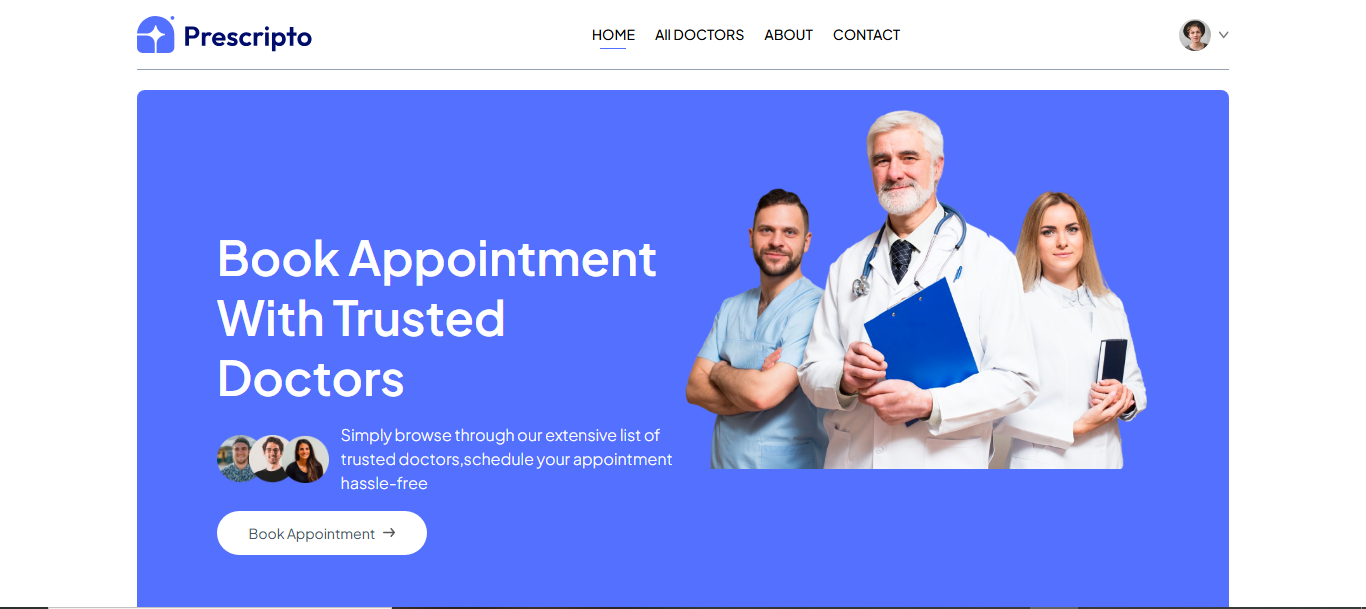 Prescripto
HOME
All DOCTORS
ABOUT
CONTACT
Book Appointment
With Trusted
Doctors
Simply browse through our extensive list of
trusted doctors,schedule your appointment
hassle-free
Book Appointment →